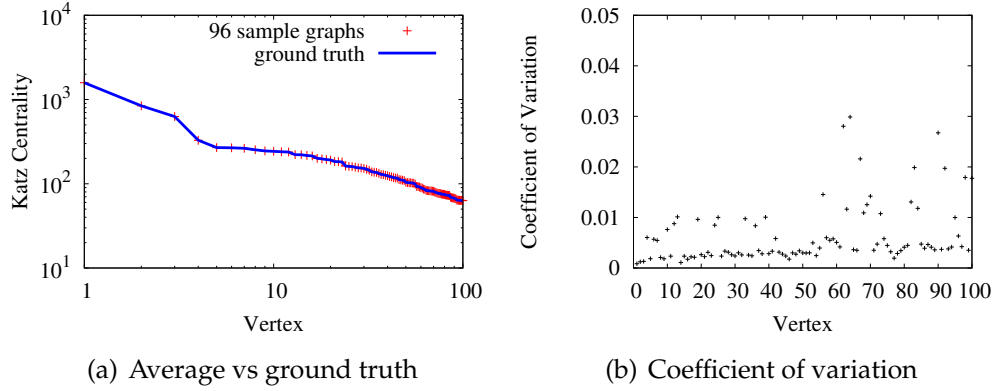 10^4
10^3
10^2
10^1
Katz Centrality
96 sample graphs
ground truth
1
10
100
Vertex
(a) Average vs ground truth
0.05
0.04
0.03
0.02
0.01
0
Coefficient of Variation
0 10 20 30 40 50 60 70 80 90 100
Vertex
(b) Coefficient of variation